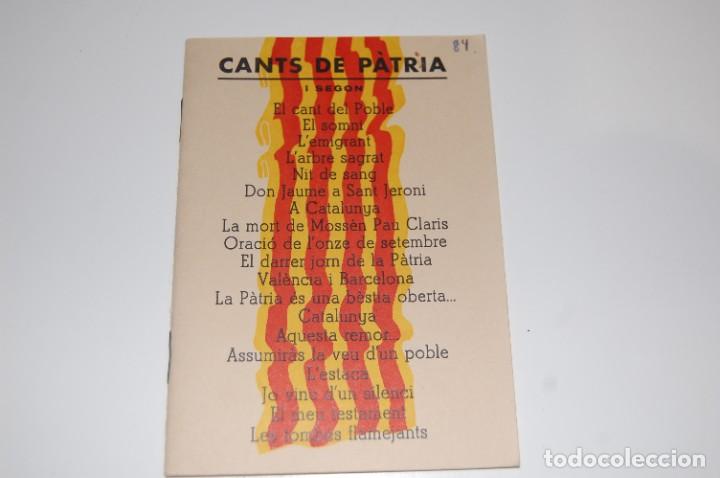 84
CANTS DE PÀTRIA
I SEGON
El cant del Poble
El somni
L'emigrant
L'arbre sagrat
Nit de sang
Don Jaume a Sant Jeroni
A Catalunya
La mort de Mossèn Pau Claris
Oració de l'onze de setembre
El darrer jorn de la Pàtria
València i Barcelona
La Pàtria és una bèstia oberta...
Catalunya
Aquesta remor...
Assumiràs la veu d'un poble
L'estaca
Jo vinc d'un silenci
El meu testament
Les tombes flamejants
todocoleccion